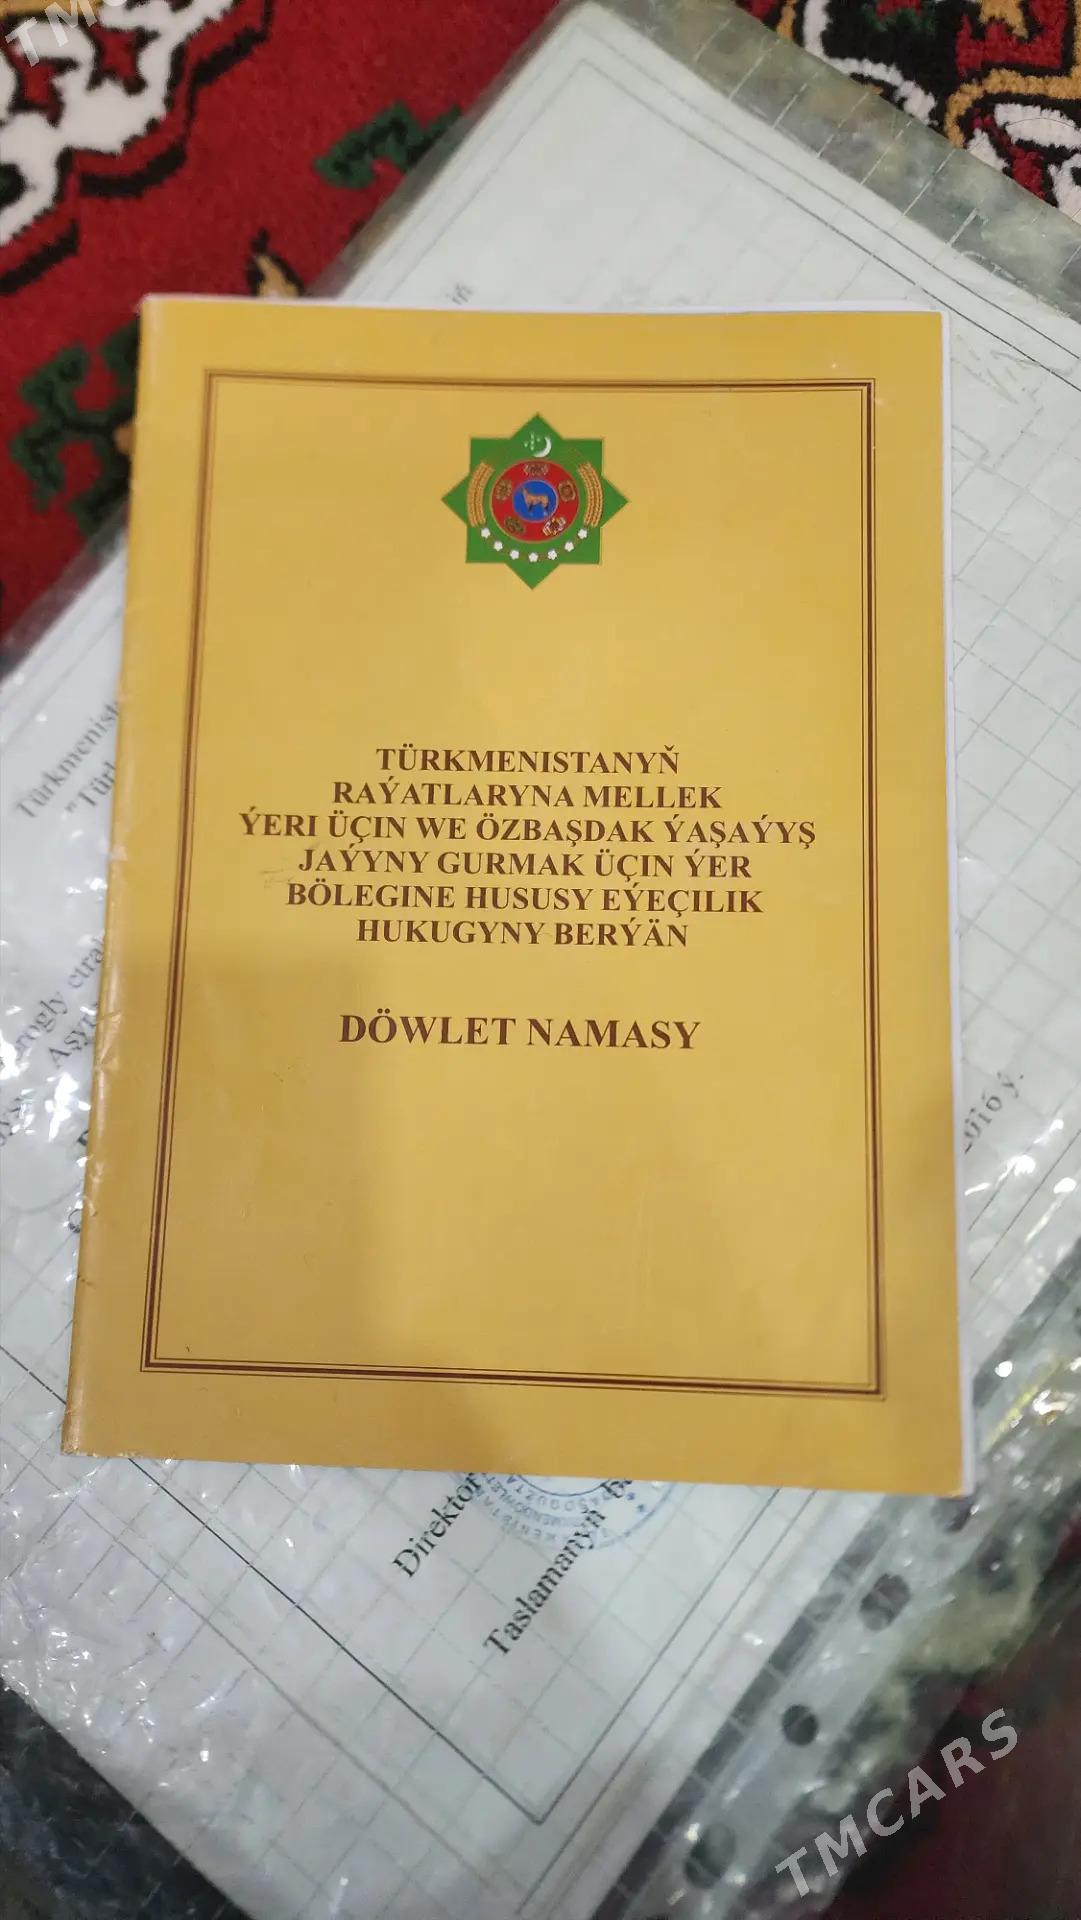 TÜRKMENISTANYŇ
RAÝATLARYNA MELLEK
ÝERI ÜÇIN WE ÖZBAŞDAK ÝAŞAÝYŞ
JAÝYNY GURMAK ÜÇIN ÝER
BÖLEGINE HUSUSY EÝEÇILIK
HUKUGYNY BERÝÄN
DÖWLET NAMASY
Direktor
Taslamanyň
TMCARS